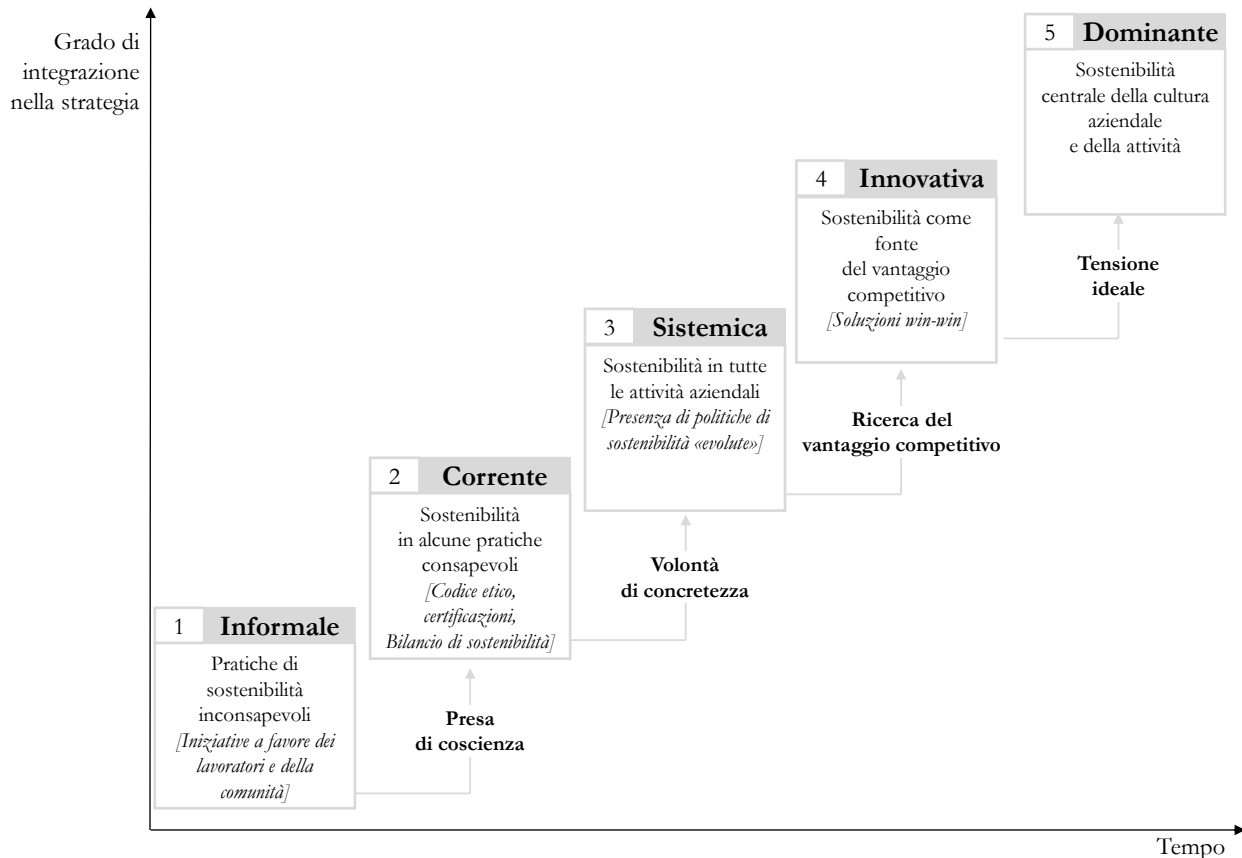 Grado di
integrazione
nella strategia
5 Dominante
Sostenibilità
centrale della cultura
aziendale
e della attività
4 Innovativa
Sostenibilità come
fonte
del vantaggio
competitivo
[Soluzioni win-win]
Tensione
ideale
3 Sistemica
Sostenibilità in tutte
le attività aziendali
[Presenza di politiche di
sostenibilità «evolute»]
Ricerca del
vantaggio competitivo
2 Corrente
Sostenibilità
in alcune pratiche
consapevoli
[Codice etico,
certificazioni,
Bilancio di sostenibilità]
Volontà
di concretezza
1 Informale
Pratiche di
sostenibilità
inconsapevoli
[Iniziative a favore dei
lavoratori e della
comunità]
Presa
di coscienza
Tempo